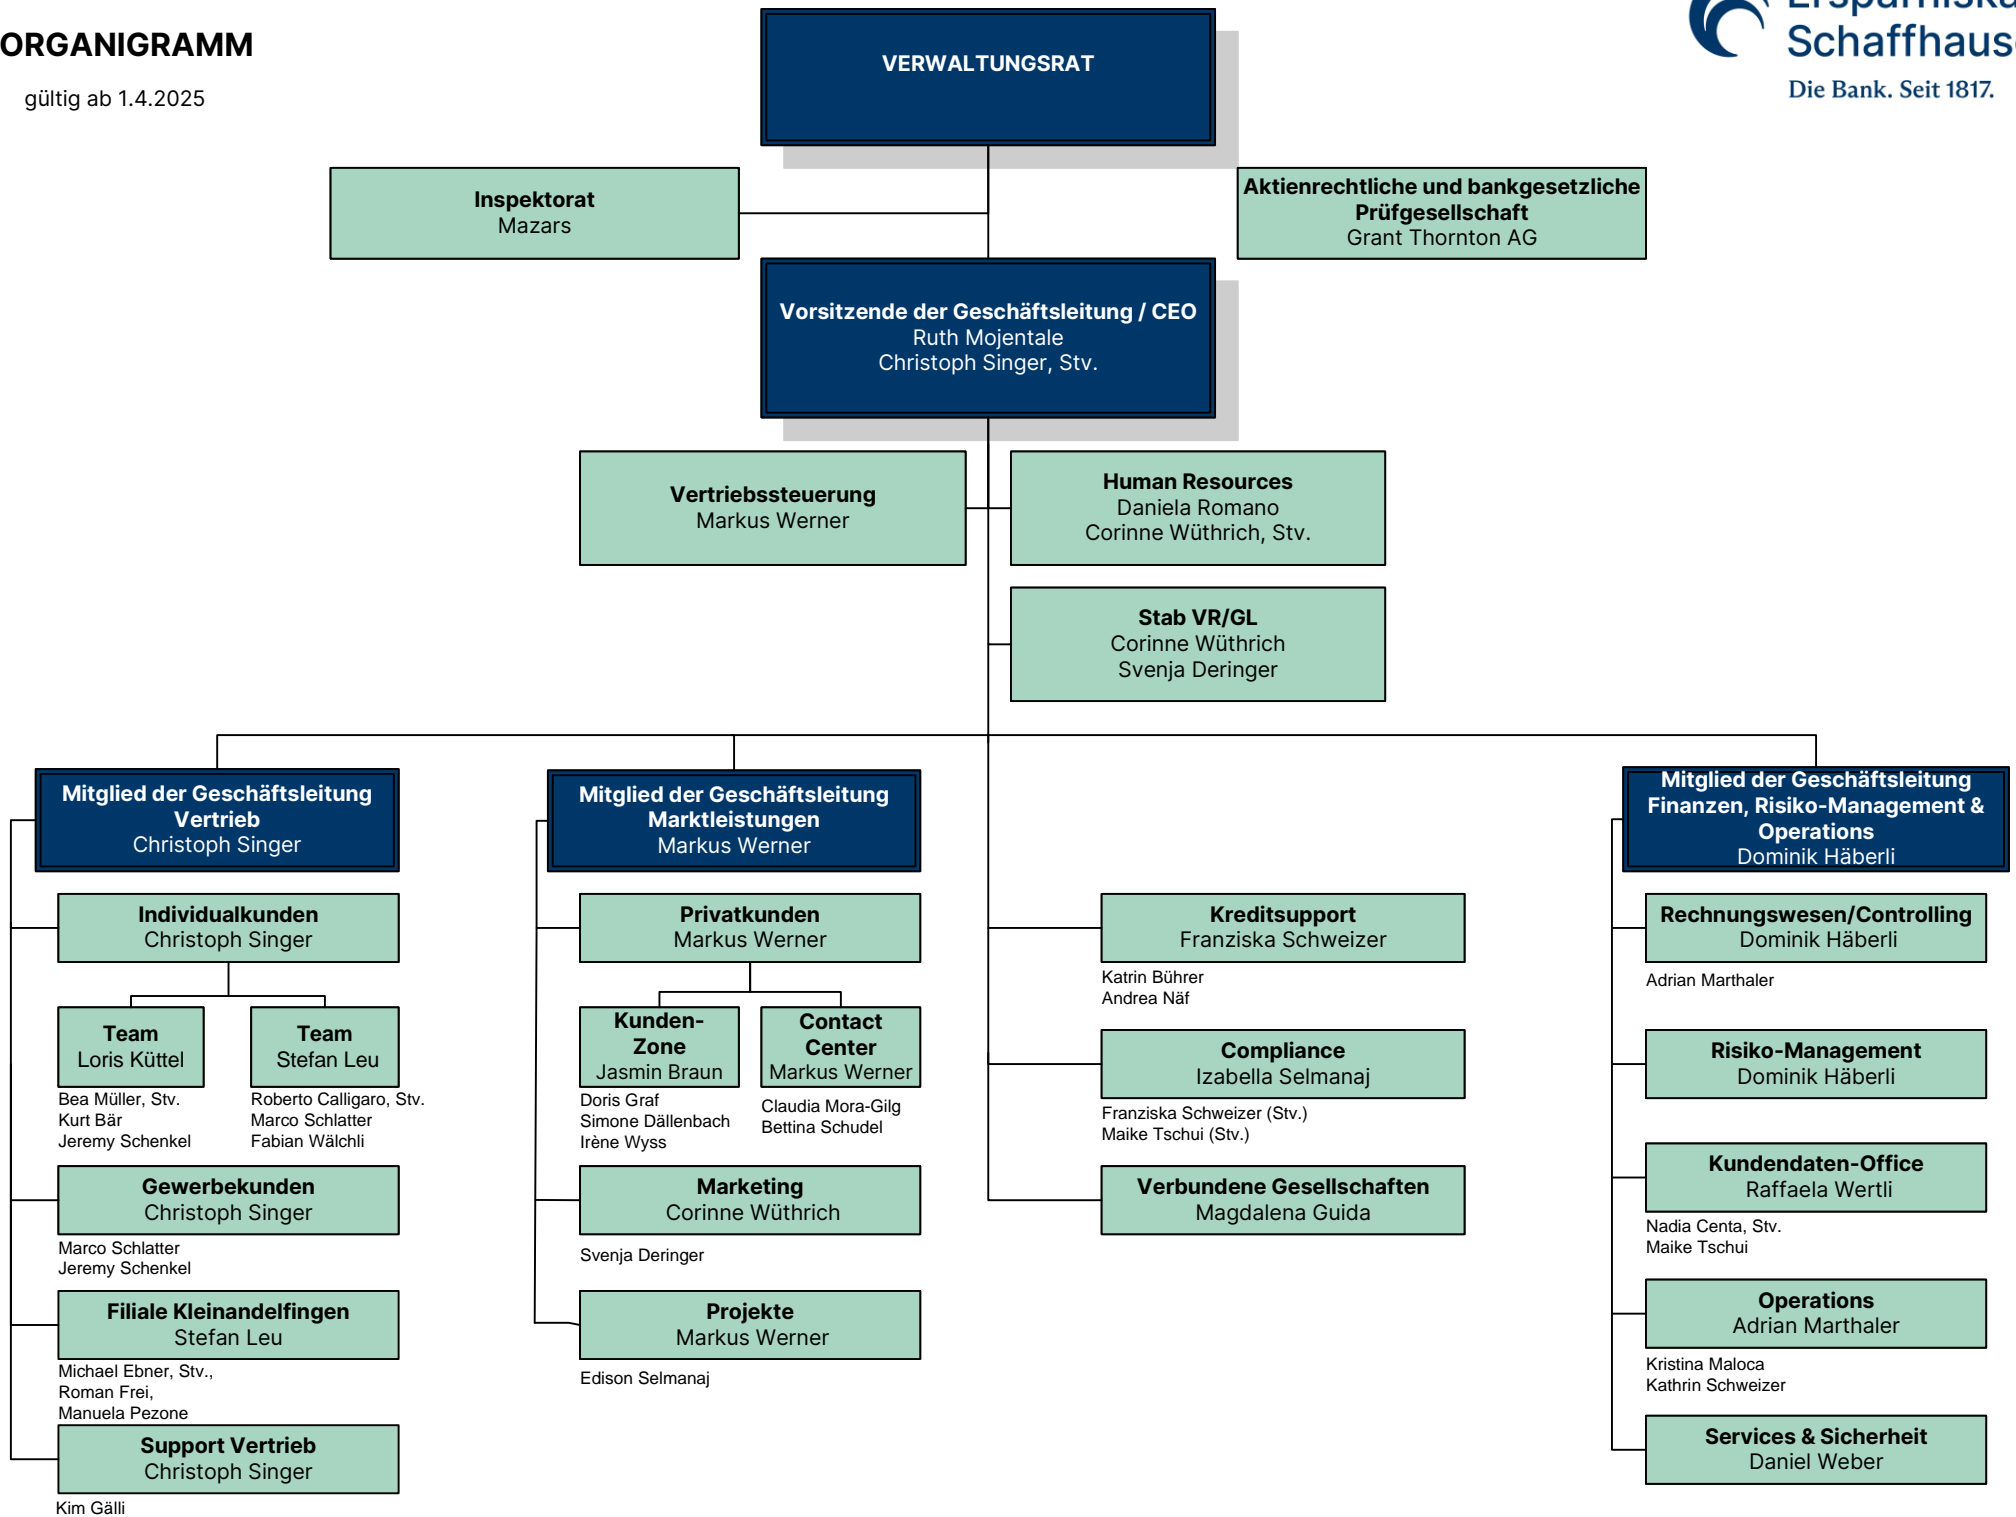 ORGANIGRAMM
gültig ab 1.4.2025
Schaffhaus
Die Bank. Seit 1817.
VERWALTUNGSRAT
Inspektorat
Mazars
Aktienrechtliche und bankgesetzliche
Prüfgesellschaft
Grant Thornton AG
Vorsitzende der Geschäftsleitung / CEO
Ruth Mojentale
Christoph Singer, Stv.
Vertriebssteuerung
Markus Werner
Human Resources
Daniela Romano
Corinne Wüthrich, Stv.
Stab VR/GL
Corinne Wüthrich
Svenja Deringer
Mitglied der Geschäftsleitung
Vertrieb
Christoph Singer
Individualkunden
Christoph Singer
Team
Loris Küttel
Bea Müller, Stv.
Kurt Bär
Jeremy Schenkel
Team
Stefan Leu
Roberto Calligaro, Stv.
Marco Schlatter
Fabian Wälchli
Gewerbekunden
Christoph Singer
Marco Schlatter
Jeremy Schenkel
Filiale Kleinandelfingen
Stefan Leu
Michael Ebner, Stv.,
Roman Frei,
Manuela Pezone
Support Vertrieb
Christoph Singer
Kim Gälli
Mitglied der Geschäftsleitung
Marktleistungen
Markus Werner
Privatkunden
Markus Werner
Kunden-
Zone
Jasmin Braun
Doris Graf
Simone Dällenbach
Irène Wyss
Contact
Center
Markus Werner
Claudia Mora-Gilg
Bettina Schudel
Marketing
Corinne Wüthrich
Svenja Deringer
Projekte
Markus Werner
Edison Selmanaj
Kreditsupport
Franziska Schweizer
Katrin Bührer
Andrea Näf
Compliance
Izabella Selmanaj
Franziska Schweizer (Stv.)
Maike Tschui (Stv.)
Verbundene Gesellschaften
Magdalena Guida
Mitglied der Geschäftsleitung
Finanzen, Risiko-Management &
Operations
Dominik Häberli
Rechnungswesen/Controlling
Dominik Häberli
Adrian Marthaler
Risiko-Management
Dominik Häberli
Kundendaten-Office
Raffaela Wertli
Nadia Centa, Stv.
Maike Tschui
Operations
Adrian Marthaler
Kristina Maloca
Kathrin Schweizer
Services & Sicherheit
Daniel Weber